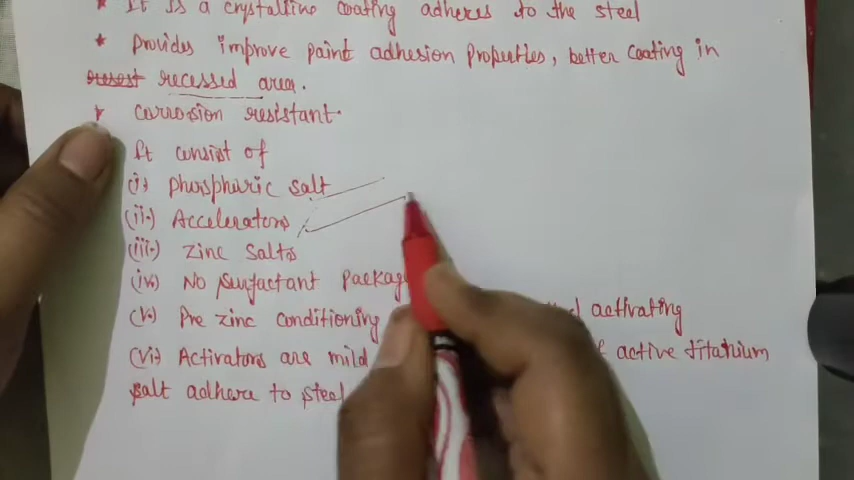 * It is a crystalline coating adheres to the steel
* Provides improve paint adhesion properties, better coating in
recessed area.
* Carrosion resistant.
It consist of
(i) Phosphoric salt
(ii) Accelerators
(iii) Zinc Salts
(iv) No Surfactant Packag
(v) Pre Zinc conditioning activating
(vi) Activators are mild of active titanium
salt adhere to steel